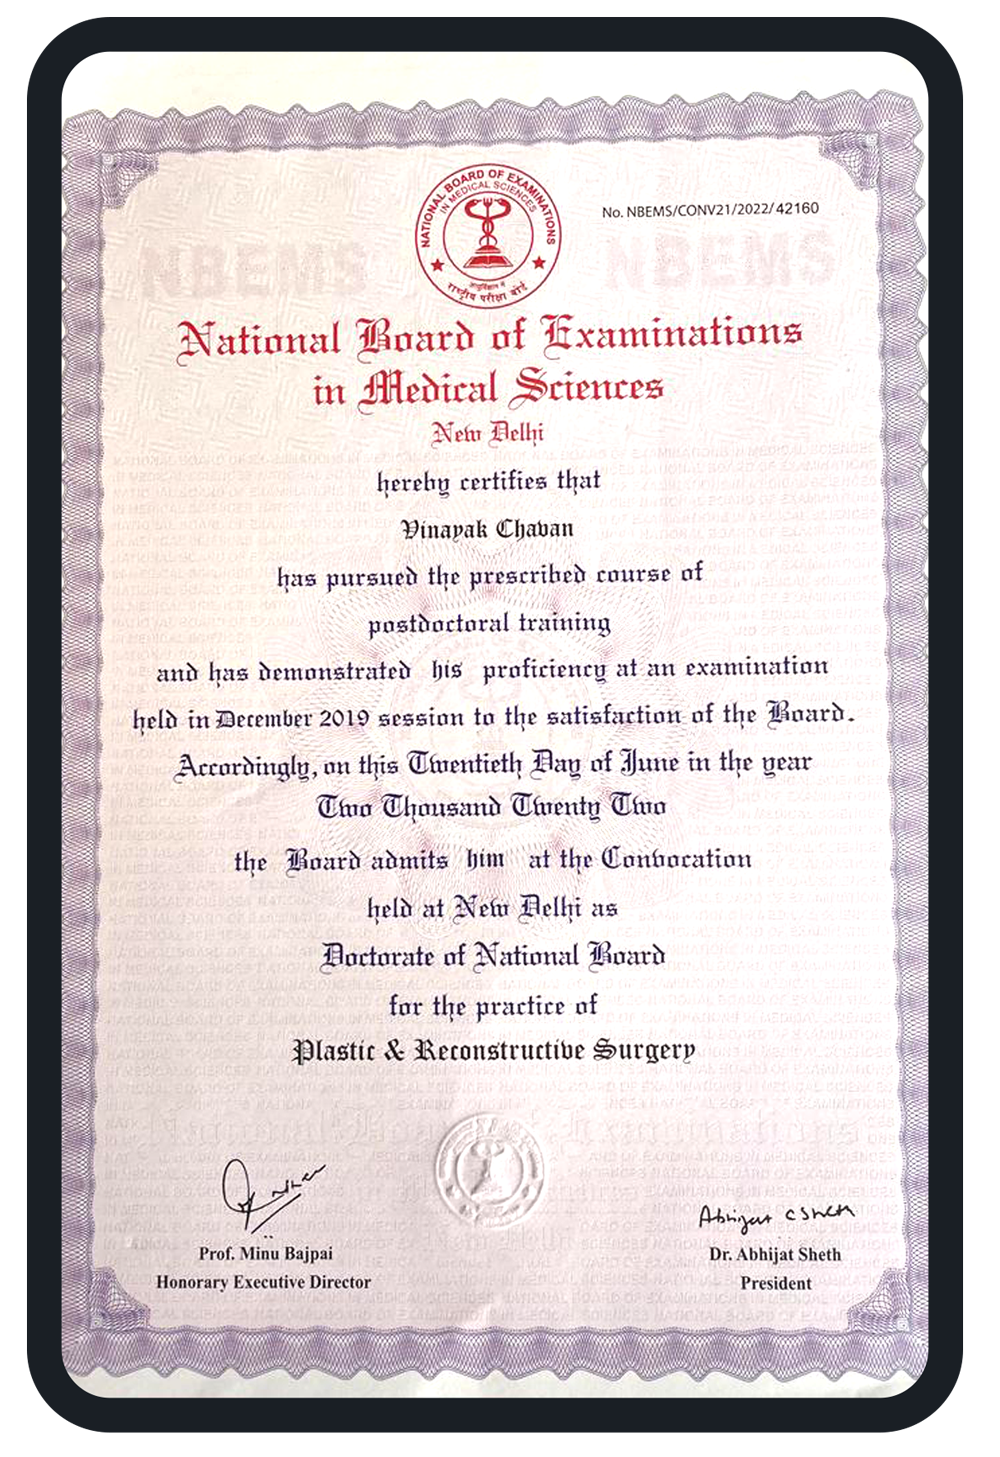 NATIONAL BOARD OF EXAMINATIONS
IN MEDICAL SCIENCES
राष्ट्रीय परीक्षा बोर्ड
No. NBEMS/CONV21/2022/42160
NBEMS NBEMS
National Board of Examinations
in Medical Sciences
New Delhi
hereby certifies that
Vinayak Chavan
has pursued the prescribed course of
postdoctoral training
and has demonstrated his proficiency at an examination
held in December 2019 session to the satisfaction of the Board.
Accordingly, on this Twentieth Day of June in the year
Two Thousand Twenty Two
the Board admits him at the Convocation
held at New Delhi as
Doctorate of National Board
for the practice of
Plastic & Reconstructive Surgery
Abhijat C Sheth
Prof. Minu Bajpai
Honorary Executive Director
Dr. Abhijat Sheth
President